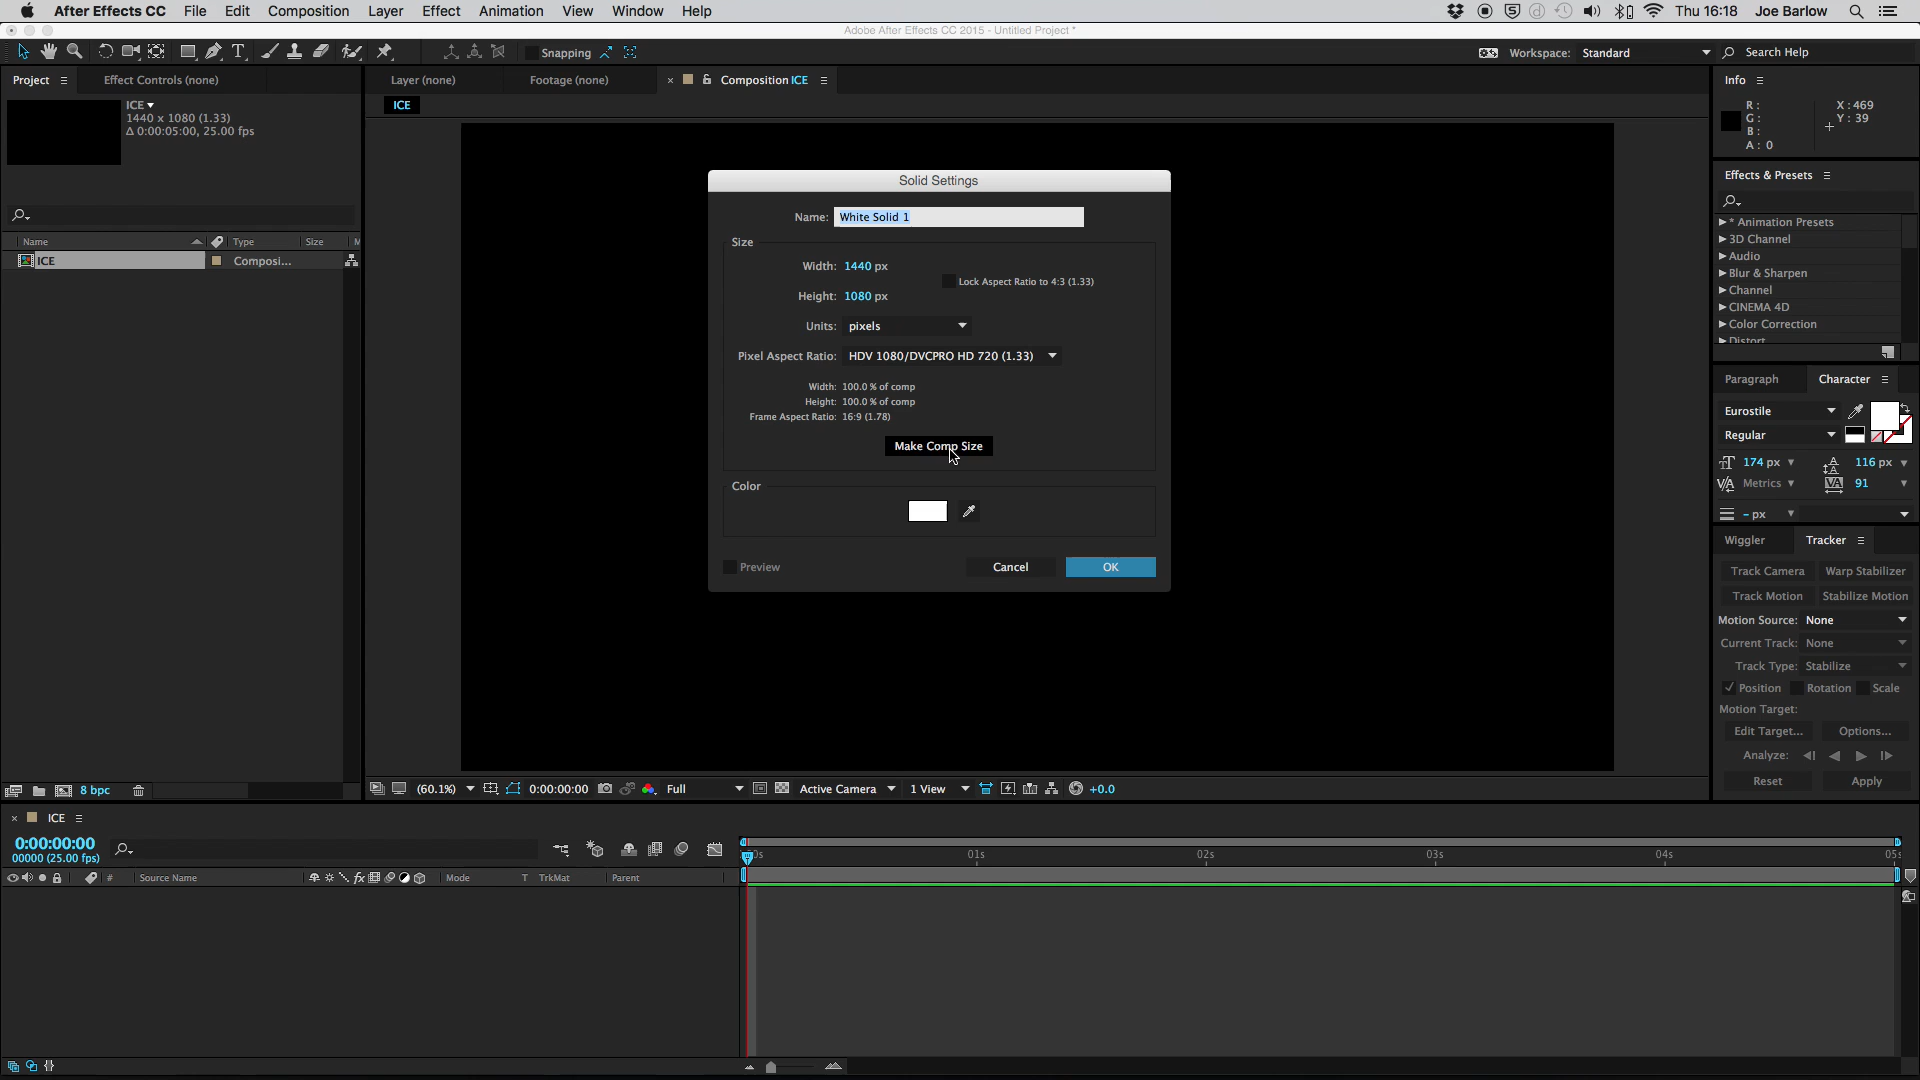 After Effects CC File Edit Composition Layer Effect Animation View Window Help Thu 16:18 Joe Barlow
Adobe After Effects CC 2015 - Untitled Project *
Snapping Workspace: Standard Search Help
Project Effect Controls (none) Layer (none) Footage (none) Composition ICE Info
ICE
1440 x 1080 (1.33)
Δ 0:00:05:00, 25.00 fps
ICE
R:
G:
B:
A: 0
X: 469
Y: 39
Solid Settings
Name: White Solid 1
Size
Width: 1440 px
Lock Aspect Ratio to 4:3 (1.33)
Height: 1080 px
Units: pixels
Pixel Aspect Ratio: HDV 1080/DVCPRO HD 720 (1.33)
Width: 100.0 % of comp
Height: 100.0 % of comp
Frame Aspect Ratio: 16:9 (1.78)
Make Comp Size
Color
Preview Cancel OK
Name Type Size M
ICE Composi...
Effects & Presets
* Animation Presets
3D Channel
Audio
Blur & Sharpen
Channel
CINEMA 4D
Color Correction
Distort
Paragraph Character
Eurostile
Regular
174 px 116 px
Metrics 91
- px
Wiggler Tracker
Track Camera Warp Stabilizer
Track Motion Stabilize Motion
Motion Source: None
Current Track: None
Track Type: Stabilize
Position Rotation Scale
Motion Target:
Edit Target... Options...
Analyze:
Reset Apply
8 bpc
(60.1%) 0:00:00:00 Full Active Camera 1 View +0.0
ICE
0:00:00:00
00000 (25.00 fps)
# Source Name fx Mode T TrkMat Parent
00s 01s 02s 03s 04s 05s